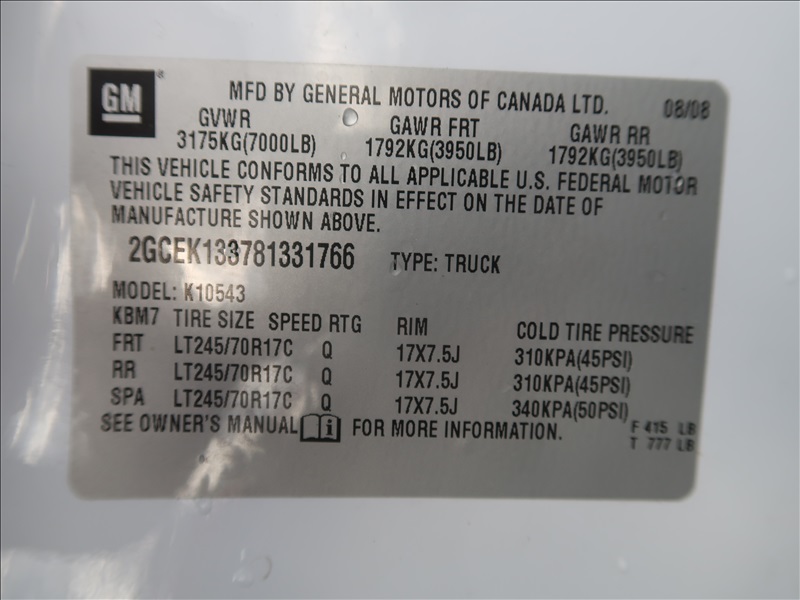 GM
MFD BY GENERAL MOTORS OF CANADA LTD. 08/08
GVWR GAWR FRT GAWR RR
3175KG(7000LB) 1792KG(3950LB) 1792KG(3950LB)
THIS VEHICLE CONFORMS TO ALL APPLICABLE U.S. FEDERAL MOTOR
VEHICLE SAFETY STANDARDS IN EFFECT ON THE DATE OF
MANUFACTURE SHOWN ABOVE.
2GCEK133781331766 TYPE: TRUCK
MODEL: K10543
KBM7 TIRE SIZE SPEED RTG RIM COLD TIRE PRESSURE
FRT LT245/70R17C Q 17X7.5J 310KPA(45PSI)
RR LT245/70R17C Q 17X7.5J 310KPA(45PSI)
SPA LT245/70R17C Q 17X7.5J 340KPA(50PSI)
SEE OWNER'S MANUAL i FOR MORE INFORMATION. F 415 LB
T 777 LB